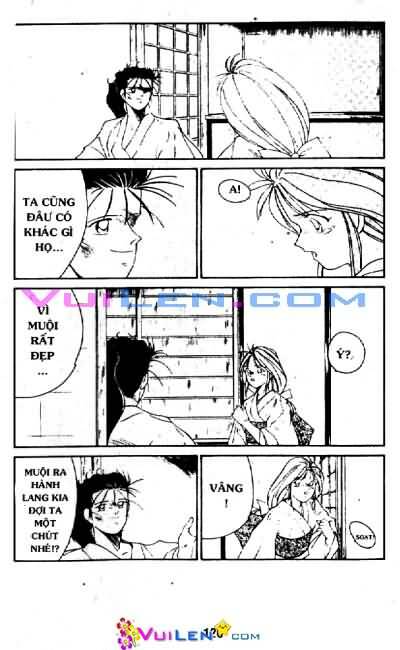 A!
TA CŨNG
ĐÂU CÓ
KHÁC GÌ
HỌ...
VUILEN.COM
VÌ
MUỘI
RẤT
ĐẸP
...
Ý?
MUỘI RA
HÀNH
LANG KIA
ĐỢI TA
MỘT
CHÚT
NHÉ!?
VÂNG
!
SOAT!
VUILEN.COM